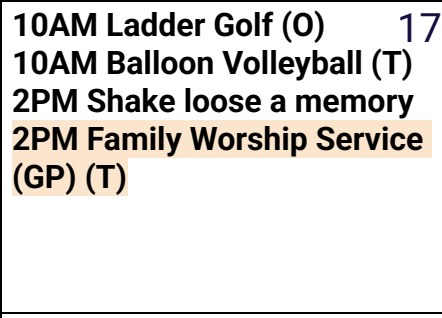 10AM Ladder Golf (O) 17
10AM Balloon Volleyball (T)
2PM Shake loose a memory
2PM Family Worship Service
(GP) (T)